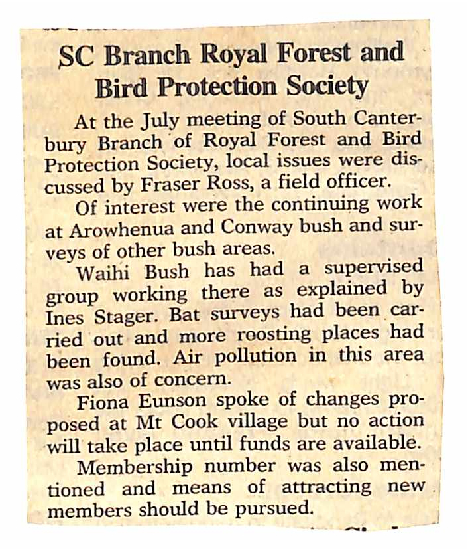 SC Branch Royal Forest and
Bird Protection Society
At the July meeting of South Canter-
bury Branch of Royal Forest and Bird
Protection Society, local issues were dis-
cussed by Fraser Ross, a field officer.
Of interest were the continuing work
at Arowhenua and Conway bush and sur-
veys of other bush areas.
Waihi Bush has had a supervised
group working there as explained by
Ines Stager. Bat surveys had been car-
ried out and more roosting places had
been found. Air pollution in this area
was also of concern.
Fiona Eunson spoke of changes pro-
posed at Mt Cook village but no action
will take place until funds are available.
Membership number was also men-
tioned and means of attracting new
members should be pursued.